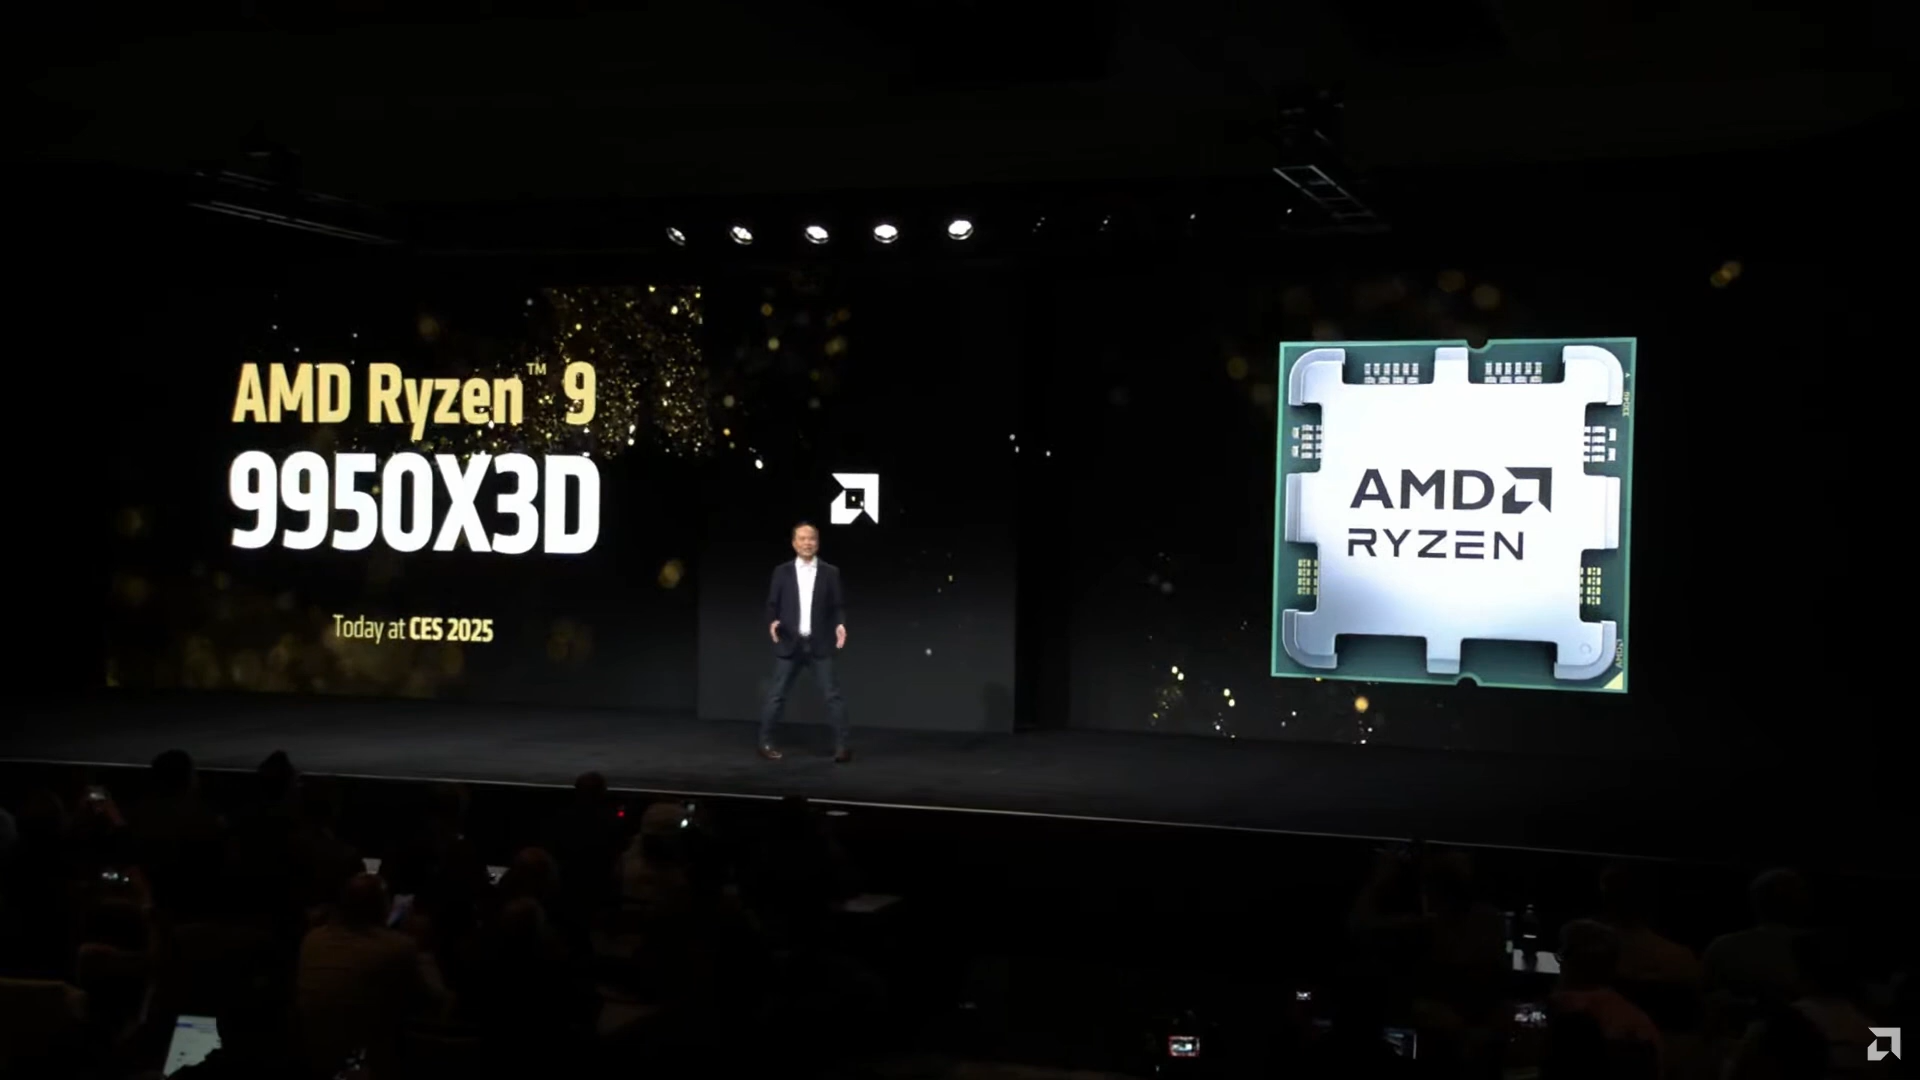 AMD Ryzen™ 9
9950X3D
Today at CES 2025
AMD
RYZEN